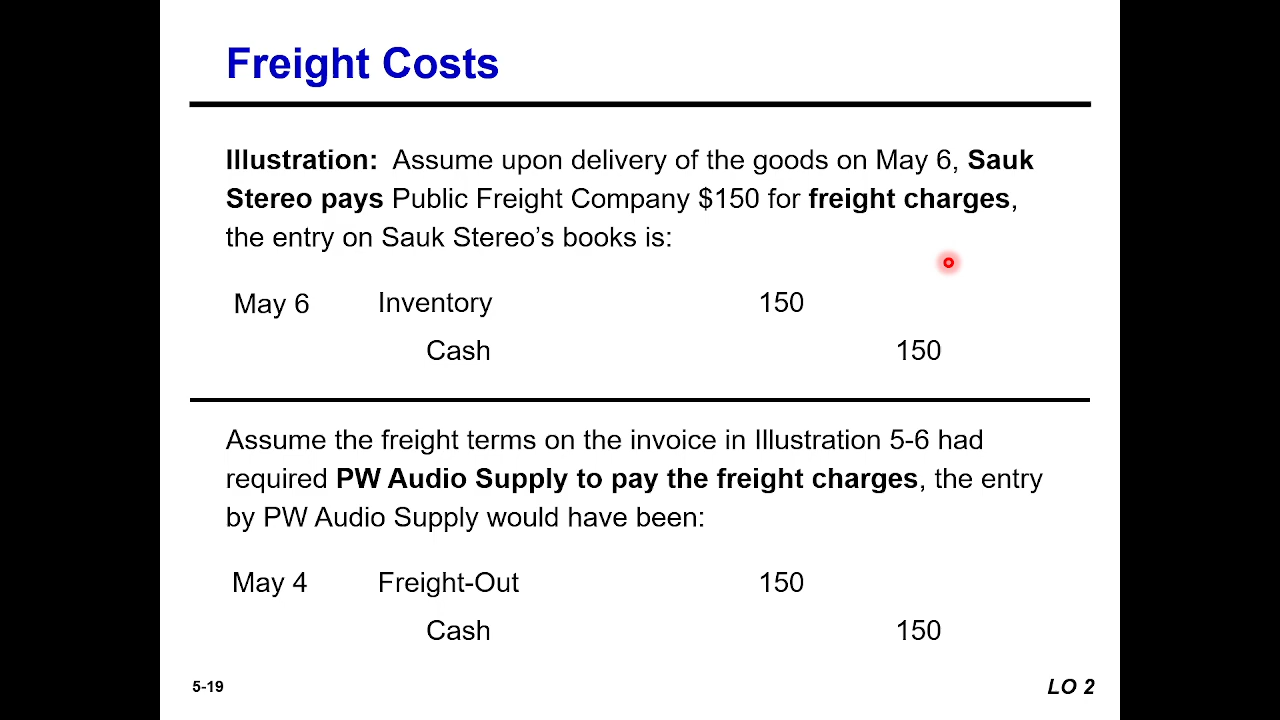 Freight Costs
Illustration: Assume upon delivery of the goods on May 6, Sauk
Stereo pays Public Freight Company $150 for freight charges,
the entry on Sauk Stereo’s books is:
May 6 Inventory 150
Cash 150
Assume the freight terms on the invoice in Illustration 5-6 had
required PW Audio Supply to pay the freight charges, the entry
by PW Audio Supply would have been:
May 4 Freight-Out 150
Cash 150
5-19 LO 2